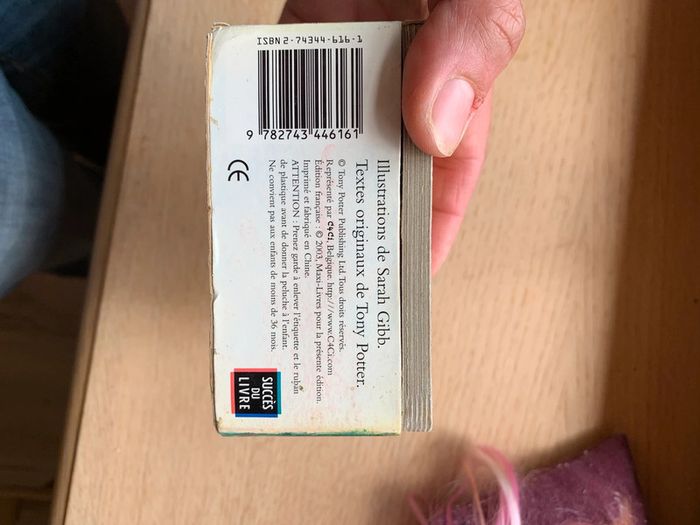 ISBN 2-74344-616-1
9 782743 446161
Illustrations de Sarah Gibb.
Textes originaux de Tony Potter.
© Tony Potter Publishing Ltd. Tous droits réservés.
Représenté par C4Ci, Belgique. http://www.C4Ci.com
Édition française : © 2003, Maxi-Livres pour la présente édition.
Imprimé et fabriqué en Chine.
ATTENTION : Prenez garde à enlever l'étiquette et le ruban
de plastique avant de donner la peluche à l'enfant.
Ne convient pas aux enfants de moins de 36 mois.
CE
SUCCÈS
DU
LIVRE